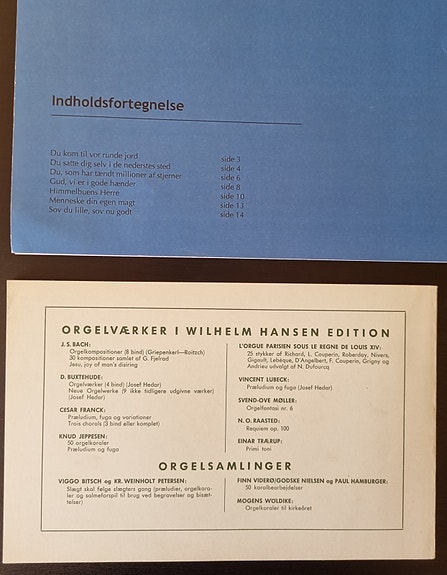 Indholdsfortegnelse
Du kom til vor runde jord side 3
Du satte dig selv i de nederstes sted side 4
Du, som har tændt millioner af stjerner side 6
Gud, vi er i gode hænder side 8
Himmelbuens Herre side 10
Menneske din egen magt side 13
Sov du lille, sov nu godt side 14
ORGELVÆRKER I WILHELM HANSEN EDITION
J. S. BACH:
Orgelkompositioner (8 bind) (Griepenkerl—Roitsch)
30 kompositioner samlet af G. Fjelrad
Jesu, joy of man's disiring
D. BUXTEHUDE:
Orgelværker (4 bind) (Josef Hedar)
Neue Orgelwerke (9 ikke tidligere udgivne værker)
(Josef Hedar)
CESAR FRANCK:
Præludium, fuga og variationer
Trois chorals (3 bind eller komplet)
KNUD JEPPESEN:
50 orgelkoraler
Præludium og fuga
L'ORGUE PARISIEN SOUS LE REGNE DE LOUIS XIV:
25 stykker af Richard, L. Couperin, Roberday, Nivers,
Gigault, Lebéque, D'Angelbert, F. Couperin, Grigny og
Andrieu udvalgt af N. Dufourcq
VINCENT LUBECK:
Præludium og fuga (Josef Hedar)
SVEND-OVE MØLLER:
Orgelfantasi nr. 6
N. O. RAASTED:
Requiem op. 100
EINAR TRÆRUP:
Primi toni
ORGELSAMLINGER
VIGGO BITSCH og KR. WEINHOLT PETERSEN:
Slægt skal følge slægters gang (præludier, orgelkora-
ler og salmeforspil til brug ved begravelser og bisæt-
telser)
FINN VIDERØ/GODSKE NIELSEN og PAUL HAMBURGER:
50 koralbearbejdelser
MOGENS WÖLDIKE:
Orgelkoraler til kirkeåret